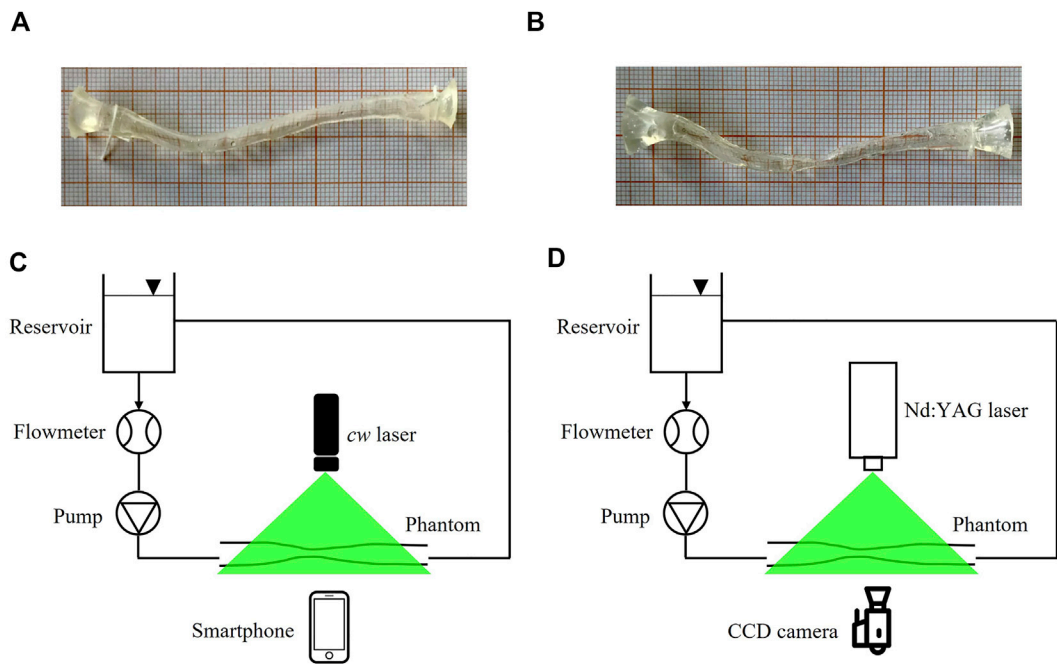 A
B
C
D
Reservoir
Flowmeter
cw laser
Pump
Phantom
Smartphone
Reservoir
Flowmeter
Nd:YAG laser
Pump
Phantom
CCD camera